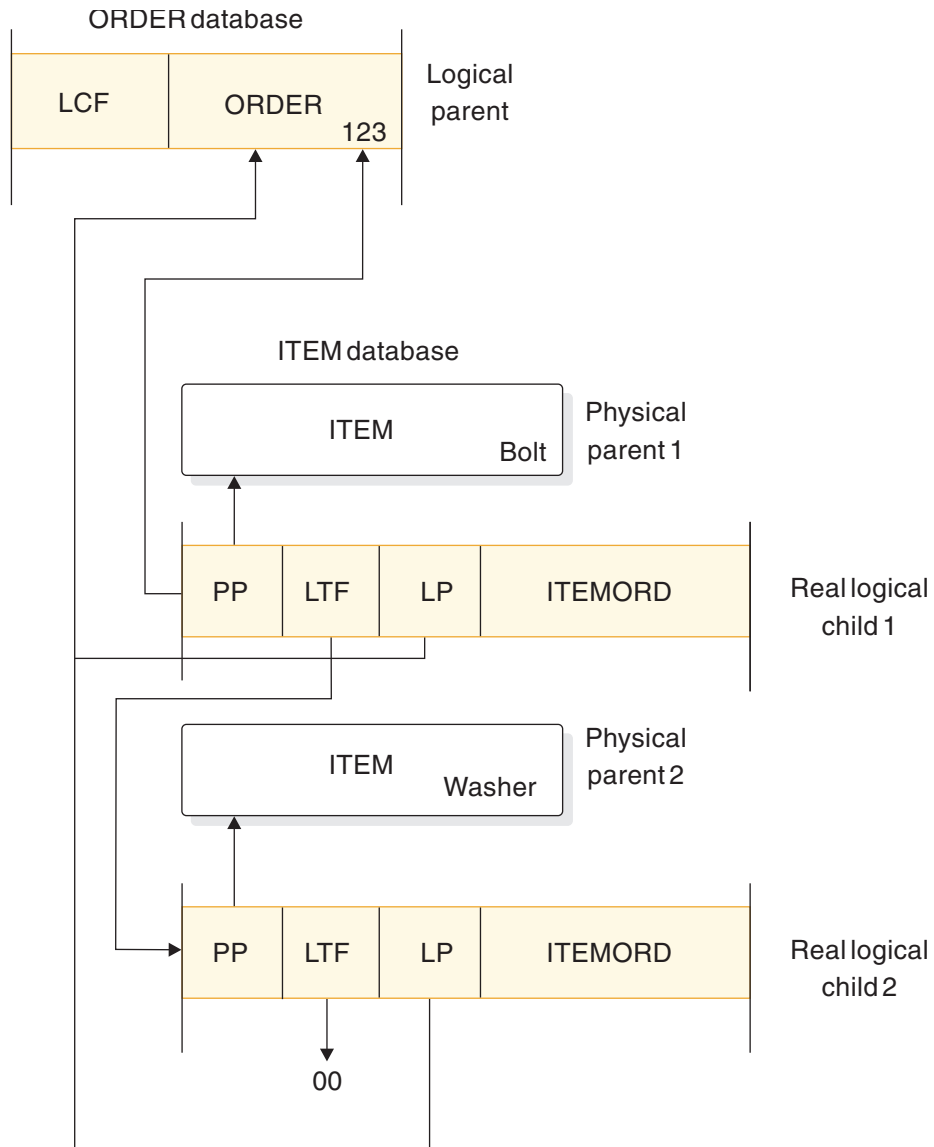 ORDER database
LCF
ORDER
123
Logical
parent
ITEM database
ITEM
Bolt
Physical
parent 1
PP
LTF
LP
ITEMORD
Real logical
child 1
ITEM
Washer
Physical
parent 2
PP
LTF
LP
ITEMORD
Real logical
child 2
00